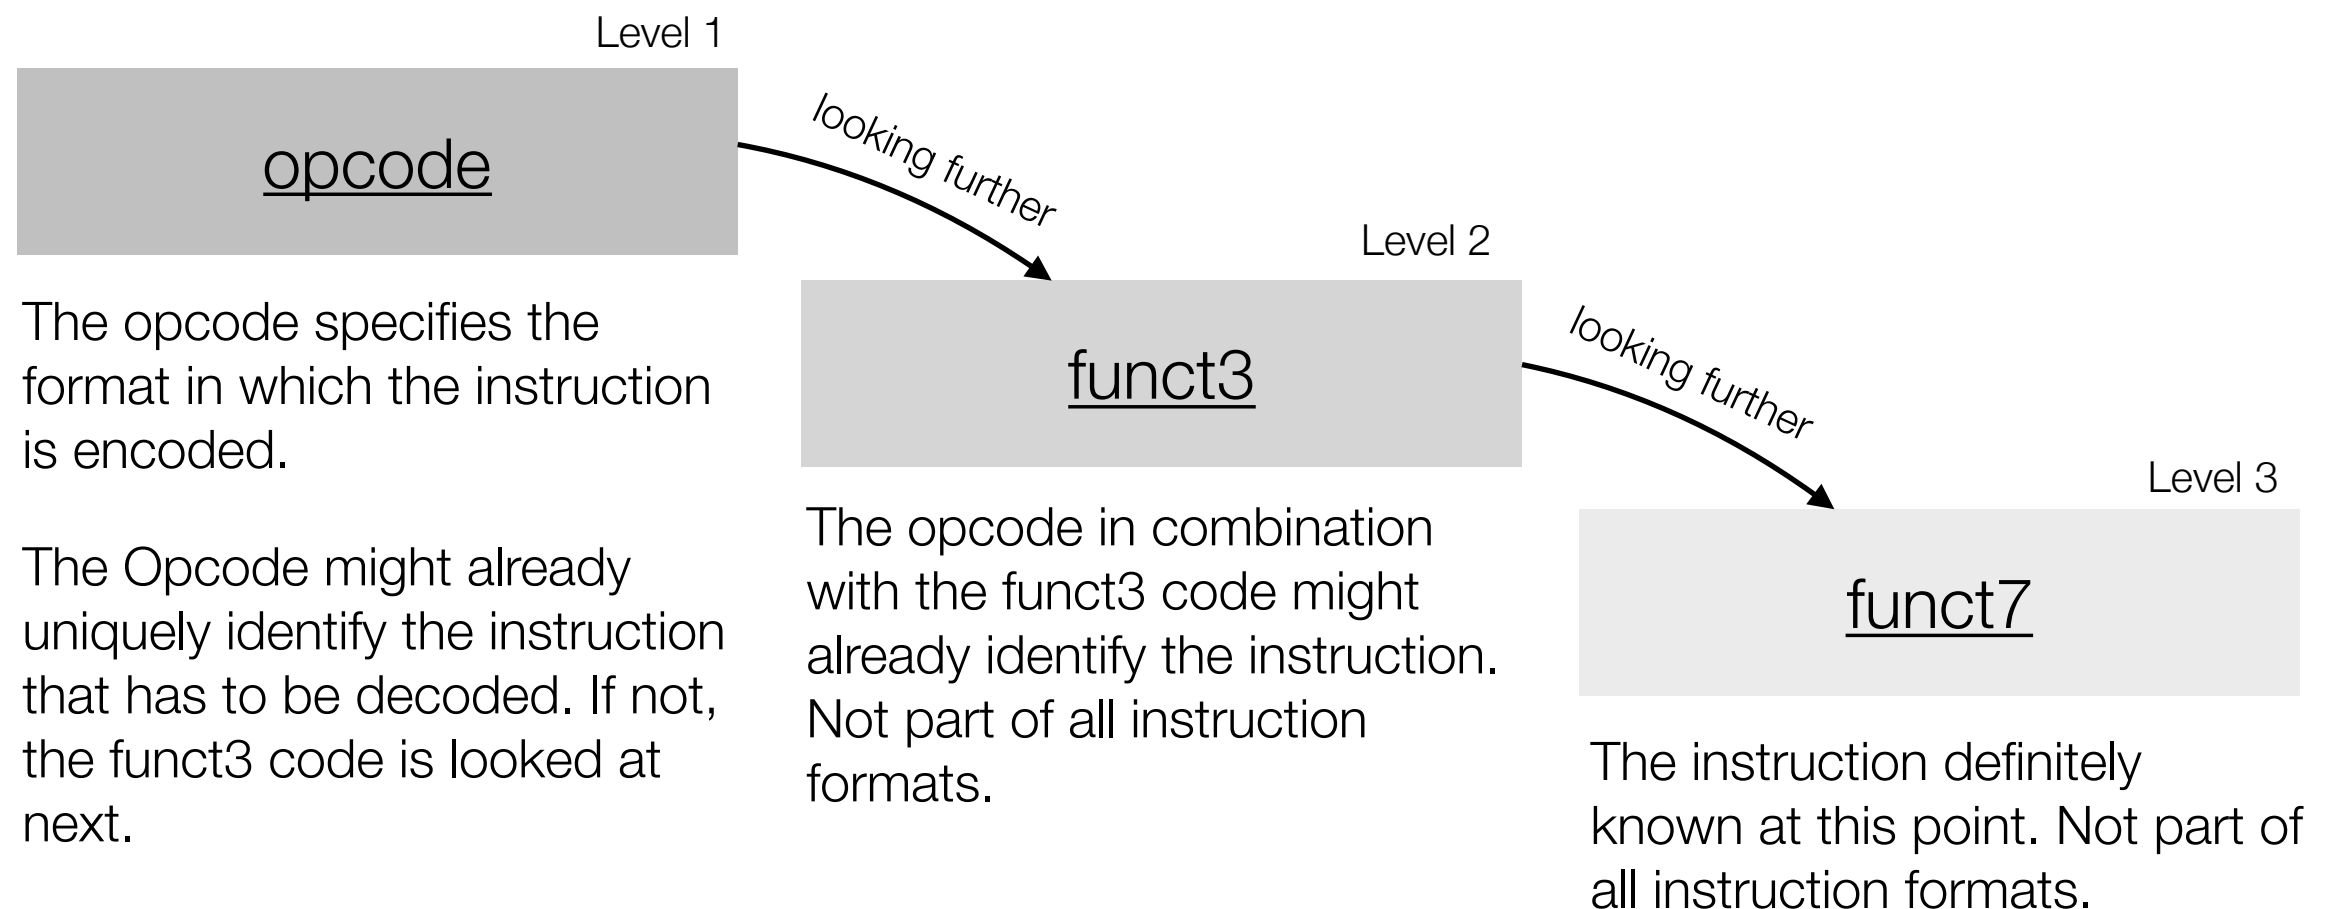 Level 1
opcode
The opcode specifies the
format in which the instruction
is encoded.
The Opcode might already
uniquely identify the instruction
that has to be decoded. If not,
the funct3 code is looked at
next.
looking further
Level 2
funct3
The opcode in combination
with the funct3 code might
already identify the instruction.
Not part of all instruction
formats.
looking further
Level 3
funct7
The instruction definitely
known at this point. Not part of
all instruction formats.